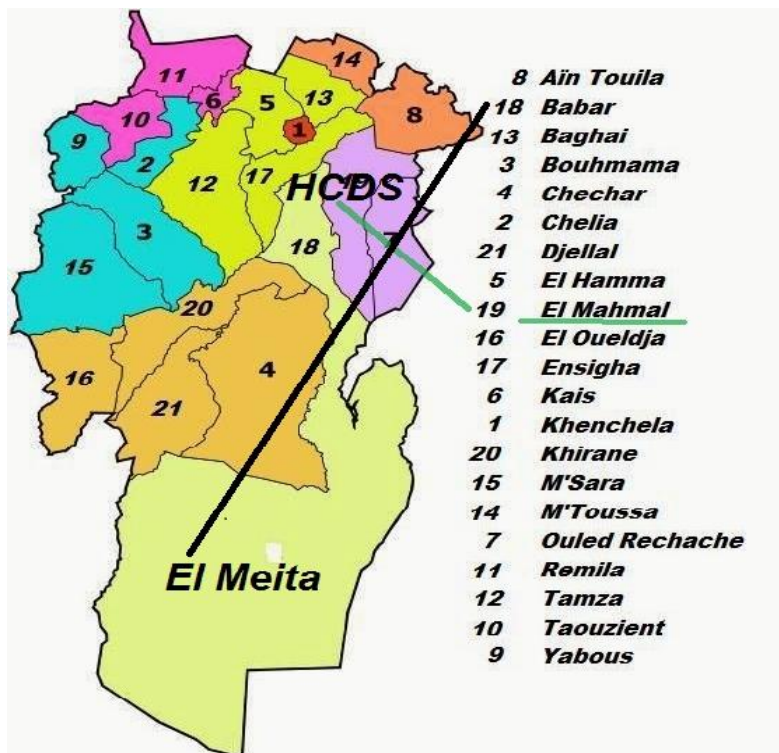 11
14
6
5
13
8
9
10
1
2
12
17
HCDS
19
7
3
18
15
20
4
16
21
El Meita
8 Aïn Touila
18 Babar
13 Baghai
3 Bouhmama
4 Chechar
2 Chelia
21 Djellal
5 El Hamma
19 El Mahmal
16 El Oueldja
17 Ensigha
6 Kais
1 Khenchela
20 Khirane
15 M'Sara
14 M'Toussa
7 Ouled Rechache
11 Remila
12 Tamza
10 Taouzient
9 Yabous